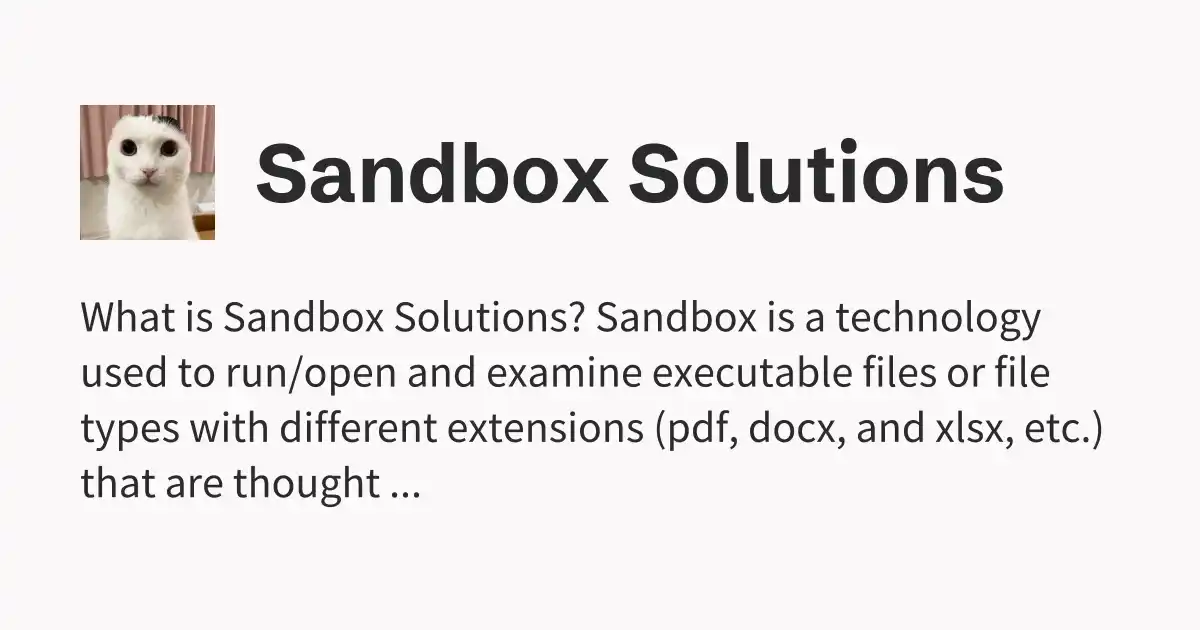 Sandbox Solutions
What is Sandbox Solutions? Sandbox is a technology
used to run/open and examine executable files or file
types with different extensions (pdf, docx, and xlsx, etc.)
that are thought ...